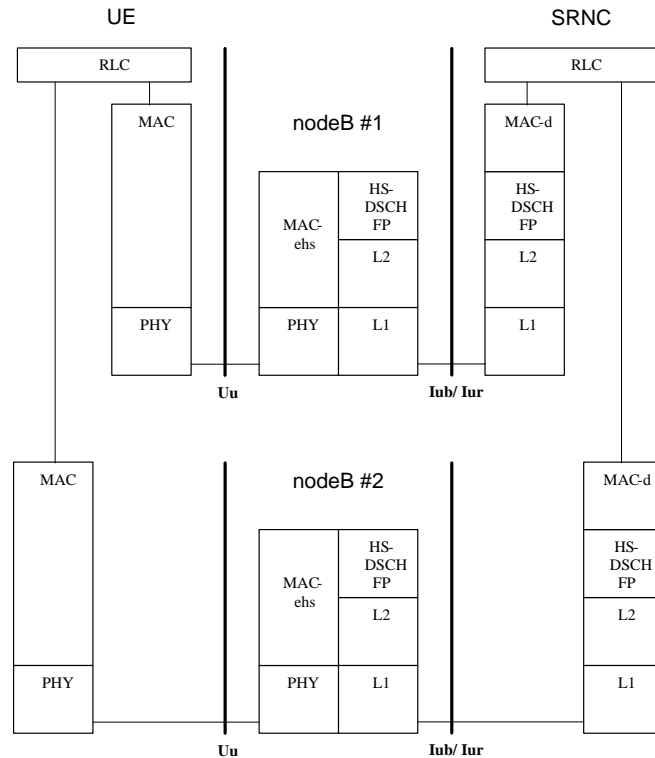 UE
SRNC
RLC
RLC
MAC
nodeB #1
MAC-d
MAC-
ehs
HS-
DSCH
FP
HS-
DSCH
FP
L2
L2
PHY
PHY
L1
L1
Uu
Iub/ Iur
MAC
nodeB #2
MAC-d
MAC-
ehs
HS-
DSCH
FP
HS-
DSCH
FP
L2
L2
PHY
PHY
L1
L1
Uu
Iub/ Iur